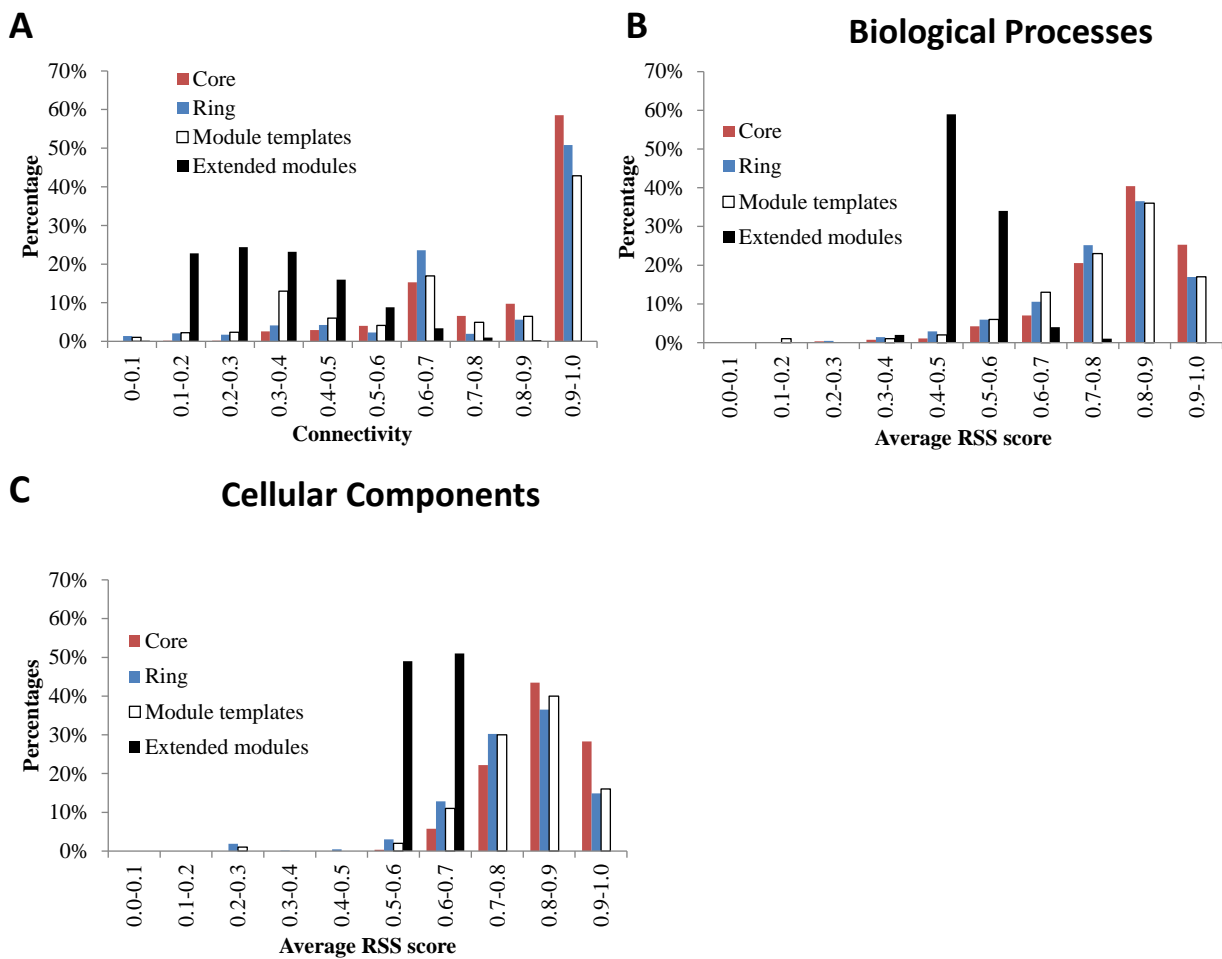 A
70%
60%
50%
40%
30%
20%
10%
0%
Percentage
Core
Ring
Module templates
Extended modules
0-0.1
0.1-0.2
0.2-0.3
0.3-0.4
0.4-0.5
0.5-0.6
0.6-0.7
0.7-0.8
0.8-0.9
0.9-1.0
Connectivity
B
Biological Processes
70%
60%
50%
40%
30%
20%
10%
0%
Percentage
Core
Ring
Module templates
Extended modules
0.0-0.1
0.1-0.2
0.2-0.3
0.3-0.4
0.4-0.5
0.5-0.6
0.6-0.7
0.7-0.8
0.8-0.9
0.9-1.0
Average RSS score
C
Cellular Components
70%
60%
50%
40%
30%
20%
10%
0%
Percentages
Core
Ring
Module templates
Extended modules
0.0-0.1
0.1-0.2
0.2-0.3
0.3-0.4
0.4-0.5
0.5-0.6
0.6-0.7
0.7-0.8
0.8-0.9
0.9-1.0
Average RSS score